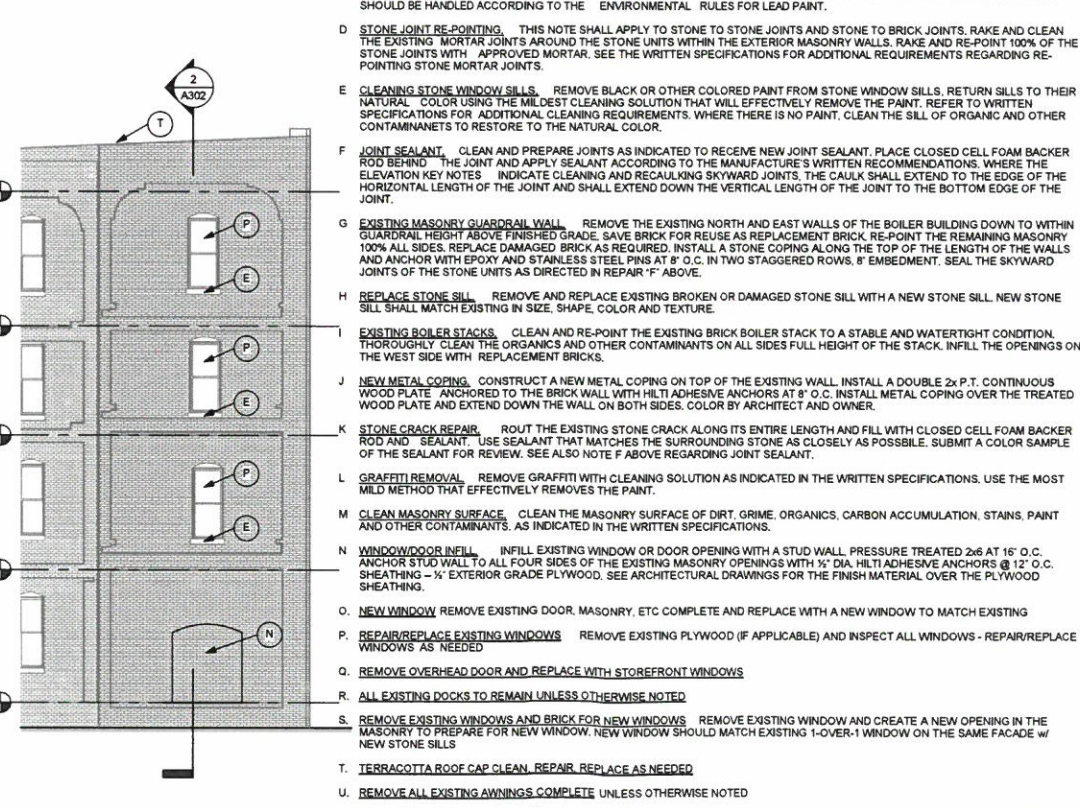 SHOULD BE HANDLED ACCORDING TO THE ENVIRONMENTAL RULES FOR LEAD PAINT.
D STONE JOINT RE-POINTING. THIS NOTE SHALL APPLY TO STONE TO STONE JOINTS AND STONE TO BRICK JOINTS. RAKE AND CLEAN
THE EXISTING MORTAR JOINTS AROUND THE STONE UNITS WITHIN THE EXTERIOR MASONRY WALLS. RAKE AND RE-POINT 100% OF THE
STONE JOINTS WITH APPROVED MORTAR. SEE THE WRITTEN SPECIFICATIONS FOR ADDITIONAL REQUIREMENTS REGARDING RE-
POINTING STONE MORTAR JOINTS.
E CLEANING STONE WINDOW SILLS. REMOVE BLACK OR OTHER COLORED PAINT FROM STONE WINDOW SILLS. RETURN SILLS TO THEIR
NATURAL COLOR USING THE MILDEST CLEANING SOLUTION THAT WILL EFFECTIVELY REMOVE THE PAINT. REFER TO WRITTEN
SPECIFICATIONS FOR ADDITIONAL CLEANING REQUIREMENTS. WHERE THERE IS NO PAINT, CLEAN THE SILL OF ORGANIC AND OTHER
CONTAMINANETS TO RESTORE TO THE NATURAL COLOR.
F JOINT SEALANT. CLEAN AND PREPARE JOINTS AS INDICATED TO RECEIVE NEW JOINT SEALANT. PLACE CLOSED CELL FOAM BACKER
ROD BEHIND THE JOINT AND APPLY SEALANT ACCORDING TO THE MANUFACTURE'S WRITTEN RECOMMENDATIONS. WHERE THE
ELEVATION KEY NOTES INDICATE CLEANING AND RECAULKING SKYWARD JOINTS, THE CAULK SHALL EXTEND TO THE EDGE OF THE
HORIZONTAL LENGTH OF THE JOINT AND SHALL EXTEND DOWN THE VERTICAL LENGTH OF THE JOINT TO THE BOTTOM EDGE OF THE
JOINT.
G EXISTING MASONRY GUARDRAIL WALL. REMOVE THE EXISTING NORTH AND EAST WALLS OF THE BOILER BUILDING DOWN TO WITHIN
GUARDRAIL HEIGHT ABOVE FINISHED GRADE, SAVE BRICK FOR REUSE AS REPLACEMENT BRICK. RE-POINT THE REMAINING MASONRY
100% ALL SIDES. REPLACE DAMAGED BRICK AS REQUIRED. INSTALL A STONE COPING ALONG THE TOP OF THE LENGTH OF THE WALLS
AND ANCHOR WITH EPOXY AND STAINLESS STEEL PINS AT 8" O.C. IN TWO STAGGERED ROWS, 8" EMBEDMENT. SEAL THE SKYWARD
JOINTS OF THE STONE UNITS AS DIRECTED IN REPAIR "F" ABOVE.
H REPLACE STONE SILL. REMOVE AND REPLACE EXISTING BROKEN OR DAMAGED STONE SILL WITH A NEW STONE SILL. NEW STONE
SILL SHALL MATCH EXISTING IN SIZE, SHAPE, COLOR AND TEXTURE.
I EXISTING BOILER STACKS. CLEAN AND RE-POINT THE EXISTING BRICK BOILER STACK TO A STABLE AND WATERTIGHT CONDITION.
THOROUGHLY CLEAN THE ORGANICS AND OTHER CONTAMINANTS ON ALL SIDES FULL HEIGHT OF THE STACK. INFILL THE OPENINGS ON
THE WEST SIDE WITH REPLACEMENT BRICKS.
J NEW METAL COPING. CONSTRUCT A NEW METAL COPING ON TOP OF THE EXISTING WALL. INSTALL A DOUBLE 2x P.T. CONTINUOUS
WOOD PLATE ANCHORED TO THE BRICK WALL WITH HILTI ADHESIVE ANCHORS AT 8" O.C. INSTALL METAL COPING OVER THE TREATED
WOOD PLATE AND EXTEND DOWN THE WALL ON BOTH SIDES. COLOR BY ARCHITECT AND OWNER.
K STONE CRACK REPAIR. ROUT THE EXISTING STONE CRACK ALONG ITS ENTIRE LENGTH AND FILL WITH CLOSED CELL FOAM BACKER
ROD AND SEALANT. USE SEALANT THAT MATCHES THE SURROUNDING STONE AS CLOSELY AS POSSBILE. SUBMIT A COLOR SAMPLE
OF THE SEALANT FOR REVIEW. SEE ALSO NOTE F ABOVE REGARDING JOINT SEALANT.
L GRAFFITI REMOVAL. REMOVE GRAFFITI WITH CLEANING SOLUTION AS INDICATED IN THE WRITTEN SPECIFICATIONS. USE THE MOST
MILD METHOD THAT EFFECTIVELY REMOVES THE PAINT.
M CLEAN MASONRY SURFACE. CLEAN THE MASONRY SURFACE OF DIRT, GRIME, ORGANICS, CARBON ACCUMULATION, STAINS, PAINT
AND OTHER CONTAMINANTS. AS INDICATED IN THE WRITTEN SPECIFICATIONS.
N WINDOW/DOOR INFILL. INFILL EXISTING WINDOW OR DOOR OPENING WITH A STUD WALL, PRESSURE TREATED 2x6 AT 16" O.C.
ANCHOR STUD WALL TO ALL FOUR SIDES OF THE EXISTING MASONRY OPENINGS WITH ½" DIA. HILTI ADHESIVE ANCHORS @ 12" O.C.
SHEATHING – ½" EXTERIOR GRADE PLYWOOD. SEE ARCHITECTURAL DRAWINGS FOR THE FINISH MATERIAL OVER THE PLYWOOD
SHEATHING.
O. NEW WINDOW REMOVE EXISTING DOOR, MASONRY, ETC COMPLETE AND REPLACE WITH A NEW WINDOW TO MATCH EXISTING
P. REPAIR/REPLACE EXISTING WINDOWS REMOVE EXISTING PLYWOOD (IF APPLICABLE) AND INSPECT ALL WINDOWS - REPAIR/REPLACE
WINDOWS AS NEEDED
Q. REMOVE OVERHEAD DOOR AND REPLACE WITH STOREFRONT WINDOWS
R. ALL EXISTING DOCKS TO REMAIN UNLESS OTHERWISE NOTED
S. REMOVE EXISTING WINDOWS AND BRICK FOR NEW WINDOWS REMOVE EXISTING WINDOW AND CREATE A NEW OPENING IN THE
MASONRY TO PREPARE FOR NEW WINDOW. NEW WINDOW SHOULD MATCH EXISTING 1-OVER-1 WINDOW ON THE SAME FACADE w/
NEW STONE SILLS
T. TERRACOTTA ROOF CAP CLEAN, REPAIR, REPLACE AS NEEDED
U. REMOVE ALL EXISTING AWNINGS COMPLETE UNLESS OTHERWISE NOTED
2
A302
T
P
E
P
E
P
E
N